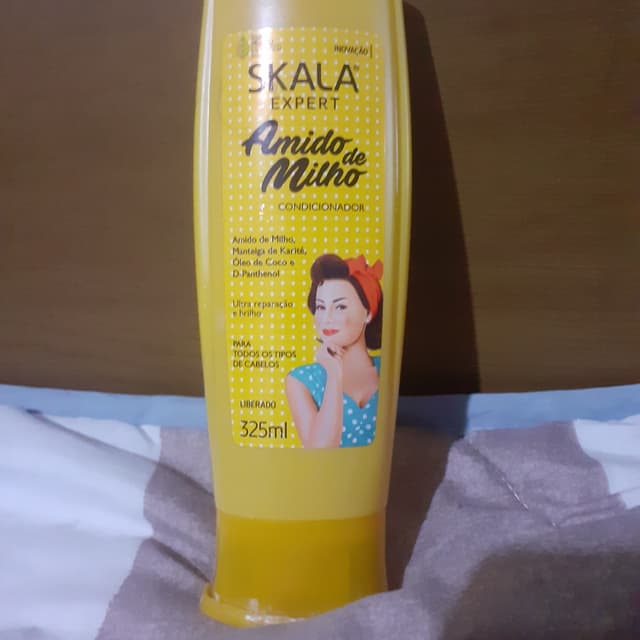 INOVAÇÃO
SKALA™
EXPERT
Amido de
Milho
CONDICIONADOR
Amido de Milho,
Manteiga de Karité,
Óleo de Coco e
D-Panthenol
Ultra reparação
e brilho
PARA
TODOS OS TIPOS
DE CABELOS
LIBERADO
325ml